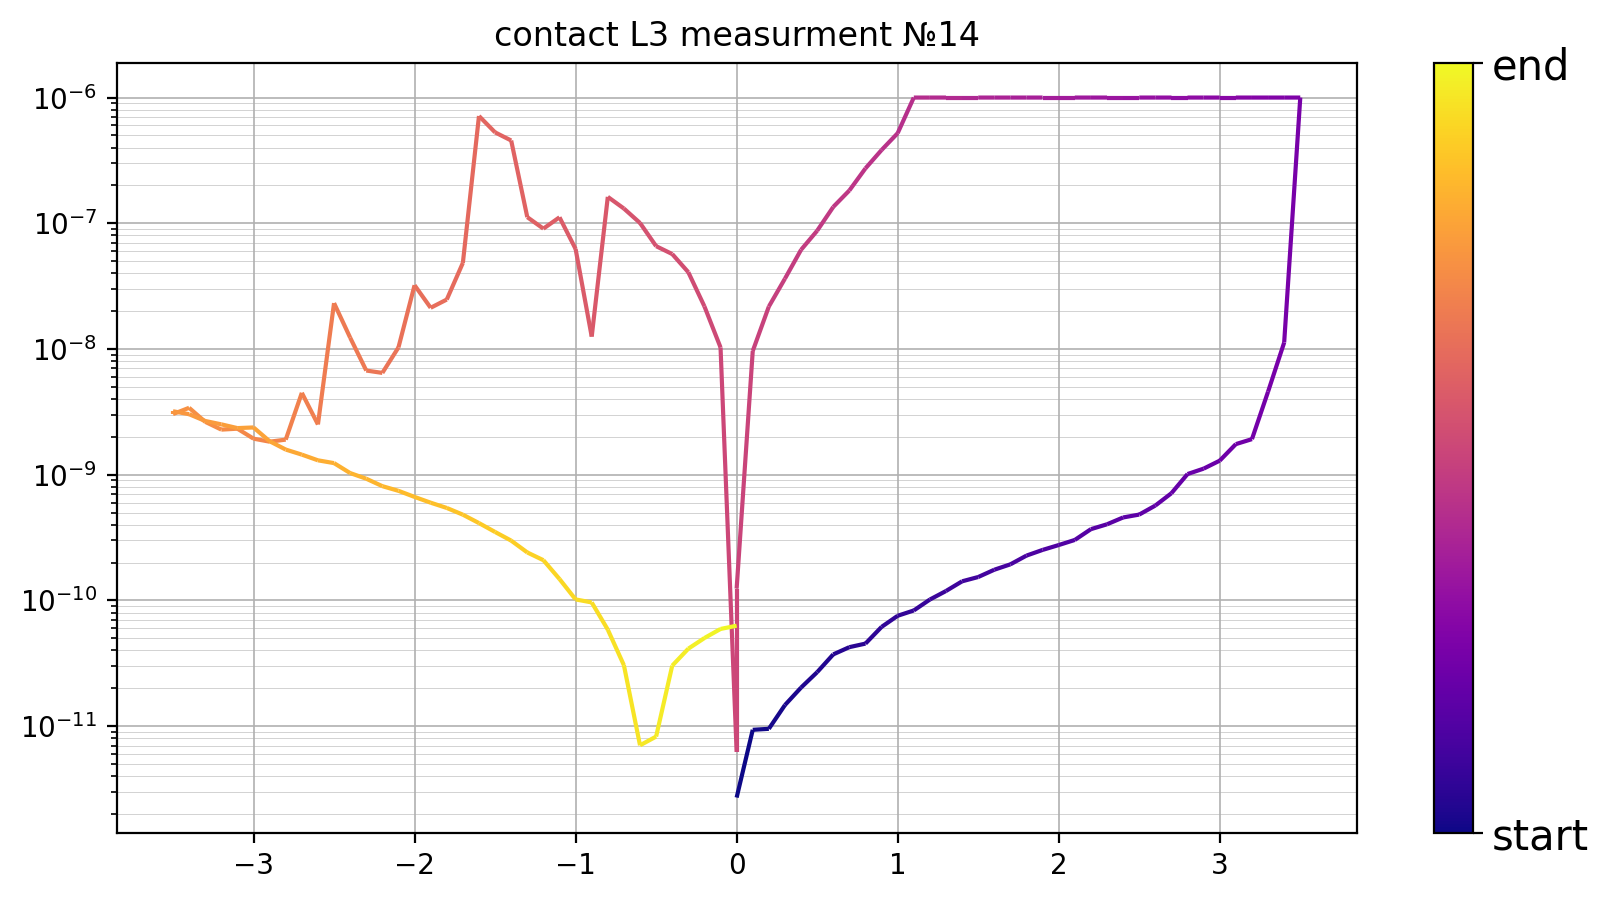 contact L3 measurment №14
10⁻⁶
10⁻⁷
10⁻⁸
10⁻⁹
10⁻¹⁰
10⁻¹¹
−3 −2 −1 0 1 2 3
end
start